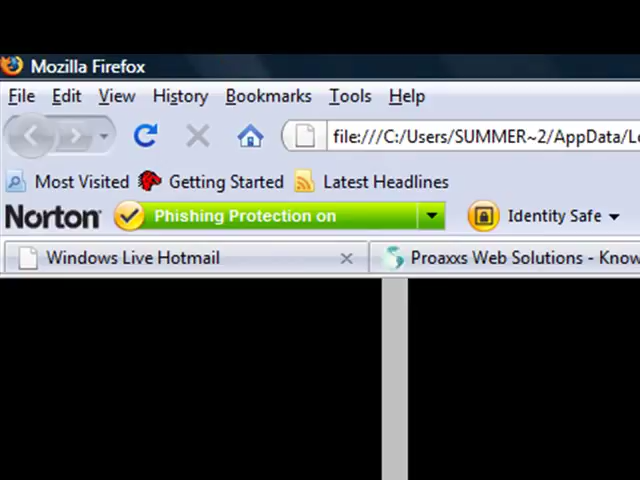 Mozilla Firefox
File Edit View History Bookmarks Tools Help
file:///C:/Users/SUMMER~2/AppData/L
Most Visited Getting Started Latest Headlines
Norton Phishing Protection on Identity Safe
Windows Live Hotmail Proaxxs Web Solutions - Know